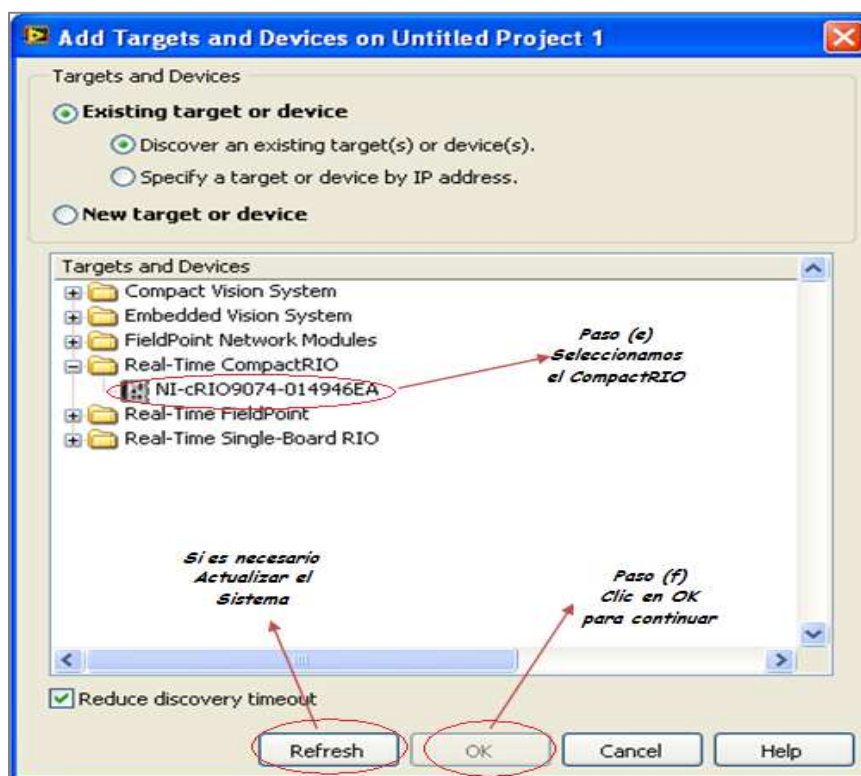 Add Targets and Devices on Untitled Project 1
Targets and Devices
Existing target or device
Discover an existing target(s) or device(s).
Specify a target or device by IP address.
New target or device
Targets and Devices
Compact Vision System
Embedded Vision System
FieldPoint Network Modules
Real-Time CompactRIO
NI-cRIO9074-014946EA
Real-Time FieldPoint
Real-Time Single-Board RIO
Paso (e)
Seleccionamos
el CompactRIO
Si es necesario
Actualizar el
Sistema
Paso (f)
Clic en OK
para continuar
Reduce discovery timeout
Refresh
OK
Cancel
Help